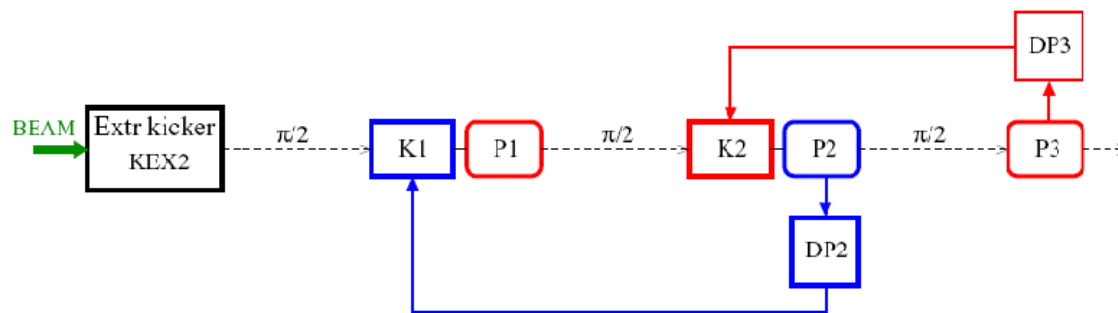 DP3
BEAM
Extr kicker
KEX2
π/2
K1
P1
π/2
K2
P2
π/2
P3
DP2